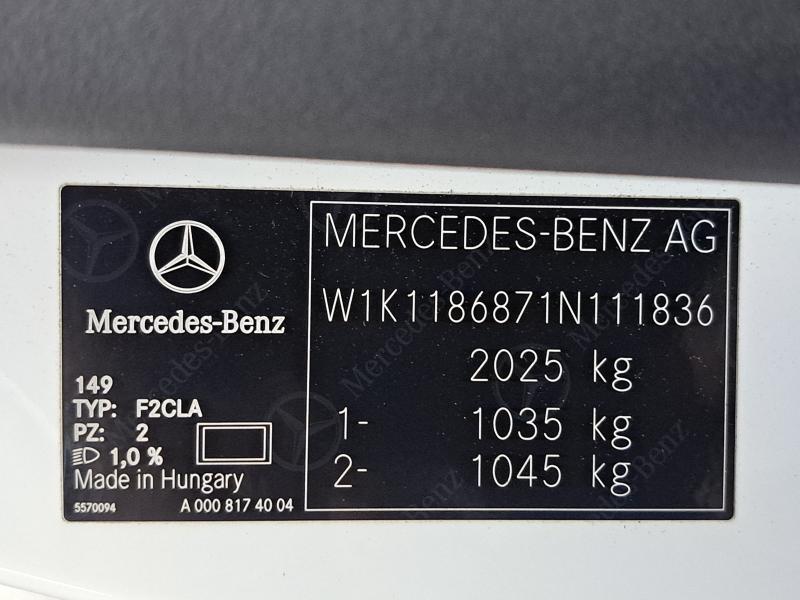 Mercedes-Benz
149
TYP: F2CLA
PZ: 2
1,0 %
Made in Hungary
5570094
A 000 817 40 04
MERCEDES-BENZ AG
W1K1186871N111836
2025 kg
1- 1035 kg
2- 1045 kg